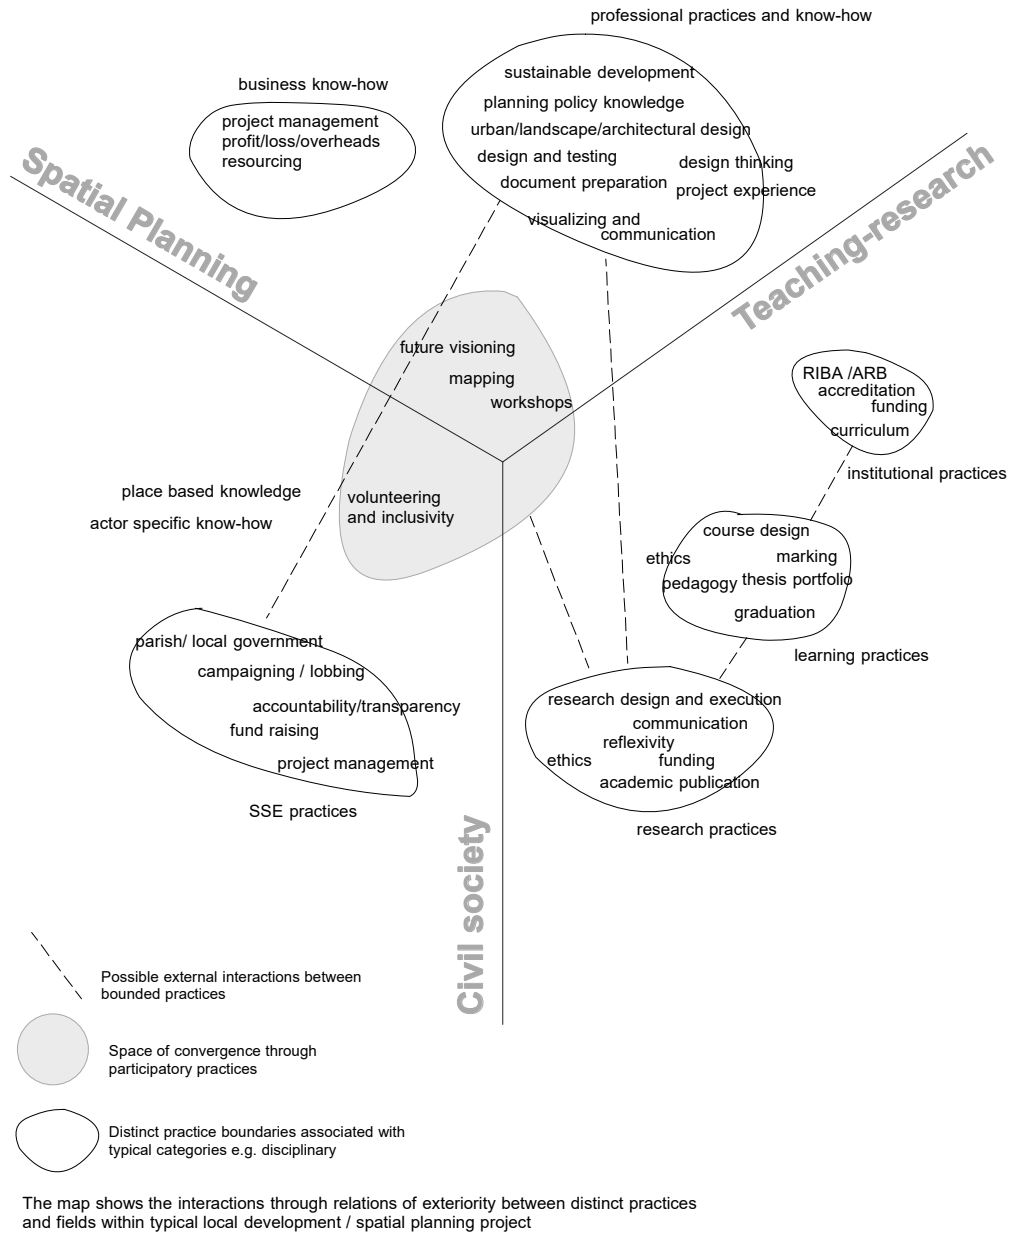 professional practices and know-how
sustainable development
planning policy knowledge
urban/landscape/architectural design
design and testing
design thinking
document preparation
project experience
visualizing and
communication
business know-how
project management
profit/loss/overheads
resourcing
Spatial Planning
Teaching-research
future visioning
mapping
workshops
volunteering
and inclusivity
RIBA /ARB
accreditation
funding
curriculum
institutional practices
place based knowledge
actor specific know-how
course design
ethics
marking
pedagogy
thesis portfolio
graduation
learning practices
parish/ local government
campaigning / lobbing
accountability/transparency
fund raising
project management
SSE practices
research design and execution
communication
reflexivity
ethics
funding
academic publication
research practices
Civil society
Possible external interactions between
bounded practices
Space of convergence through
participatory practices
Distinct practice boundaries associated with
typical categories e.g. disciplinary
The map shows the interactions through relations of exteriority between distinct practices
and fields within typical local development / spatial planning project